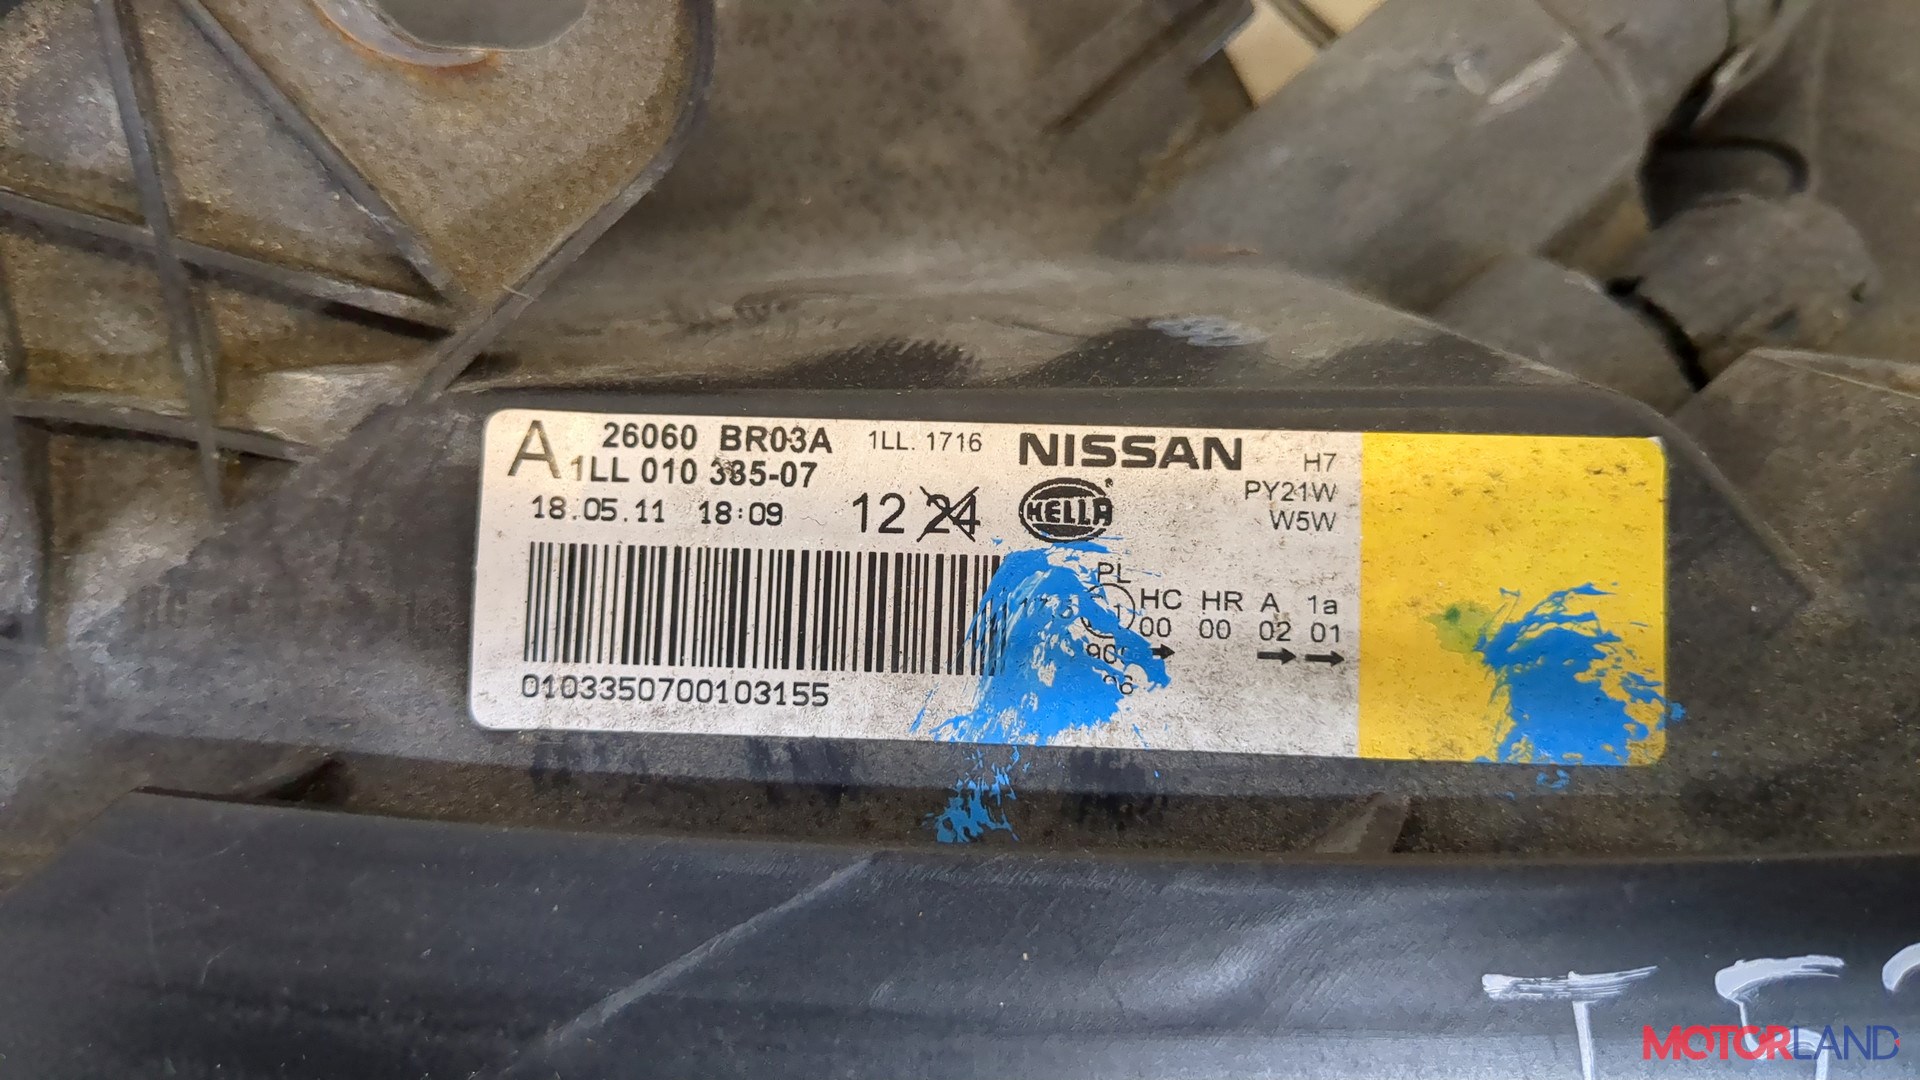 A 26060 BR03A 1LL. 1716 NISSAN H7
1LL 010 335-07 PY21W
18.05.11 18:09 12 24 HELLA W5W
PL
HC HR A 1a
00 00 02 01
0103350700103155
MOTORLAND